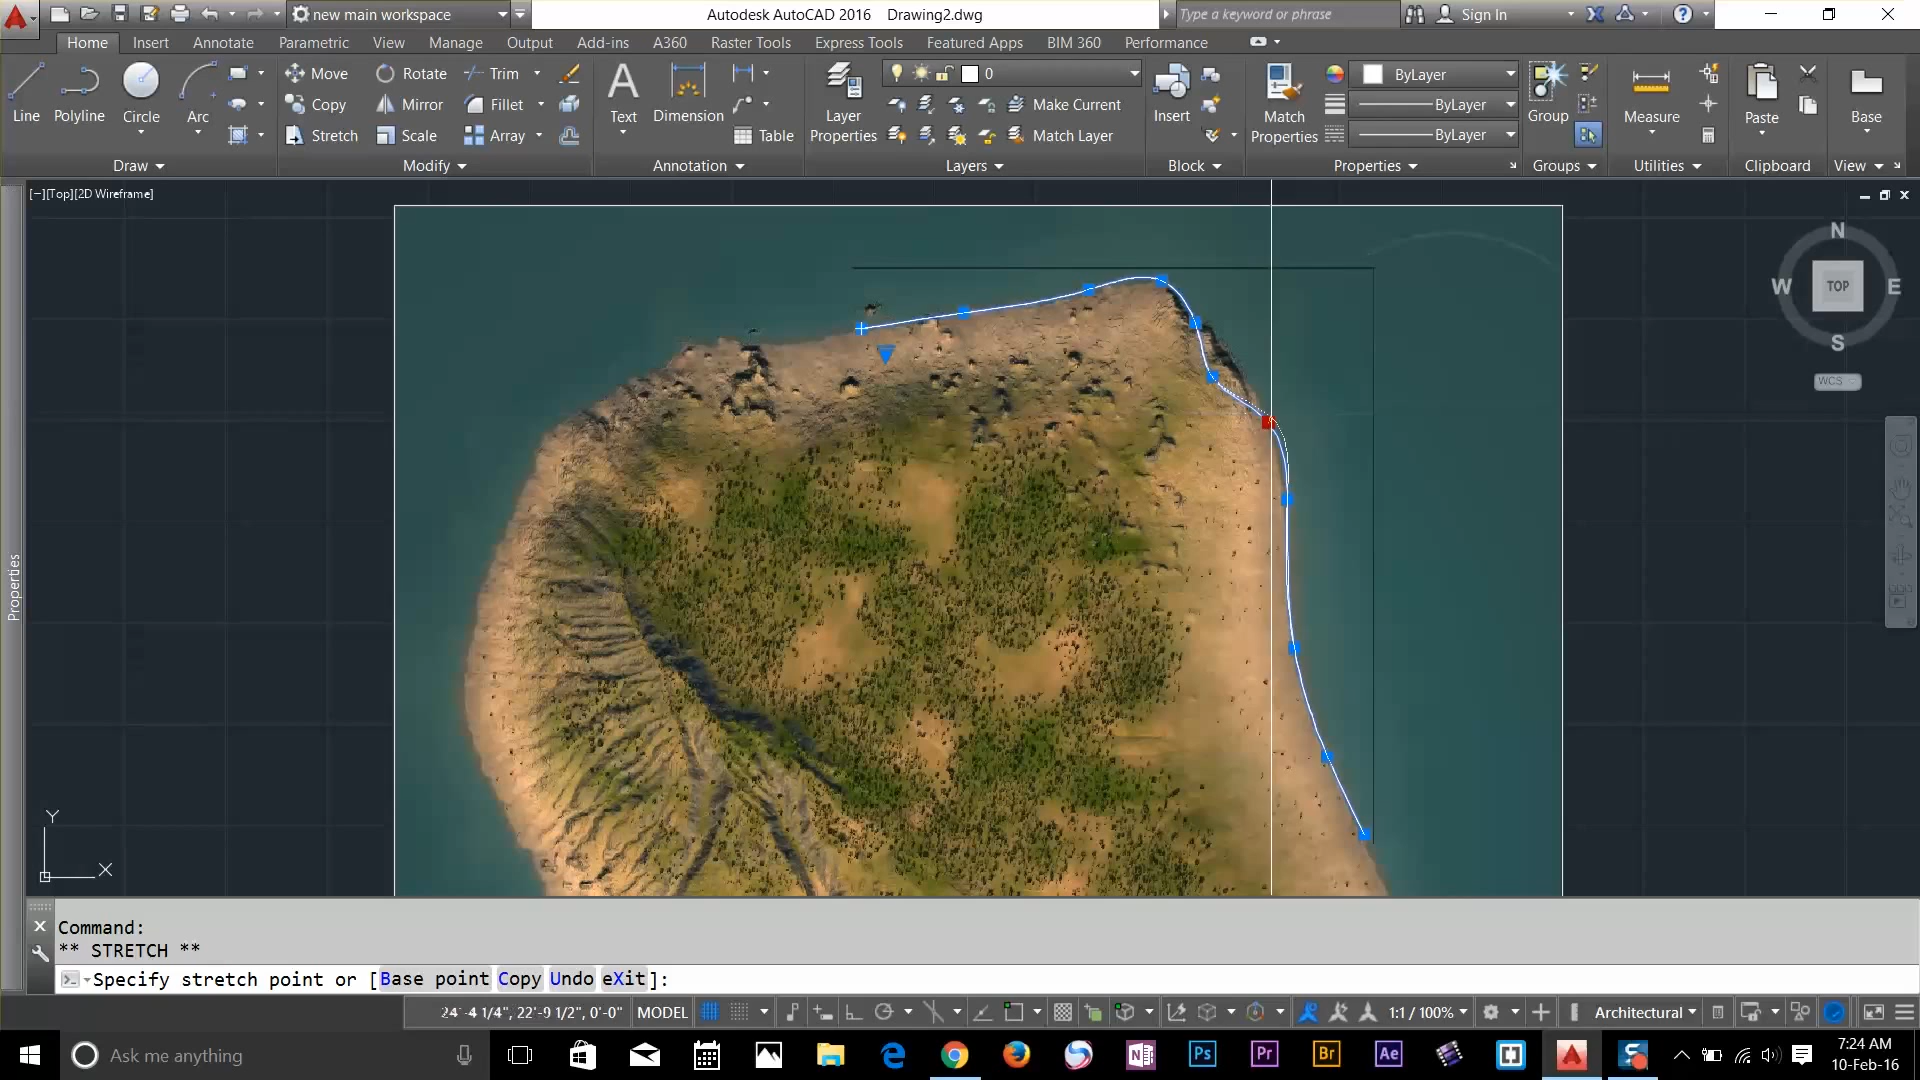 new main workspace
Autodesk AutoCAD 2016 Drawing2.dwg
Type a keyword or phrase
Sign In
Home Insert Annotate Parametric View Manage Output Add-ins A360 Raster Tools Express Tools Featured Apps BIM 360 Performance
Move Rotate Trim 0 ByLayer
Copy Mirror Fillet Make Current ByLayer
Line Polyline Circle Arc Text Dimension Layer Properties Insert Match Properties Group Measure Paste Base
Stretch Scale Array Table Match Layer ByLayer
Draw Modify Annotation Layers Block Properties Groups Utilities Clipboard View
[−][Top][2D Wireframe]
N
W TOP E
S
WCS
Properties
Y
X
Command:
** STRETCH **
Specify stretch point or [Base point Copy Undo eXit]:
24'-4 1/4", 22'-9 1/2", 0'-0" MODEL 1:1 / 100% Architectural
Ask me anything
N Ps Pr Br Ae
7:24 AM
10-Feb-16